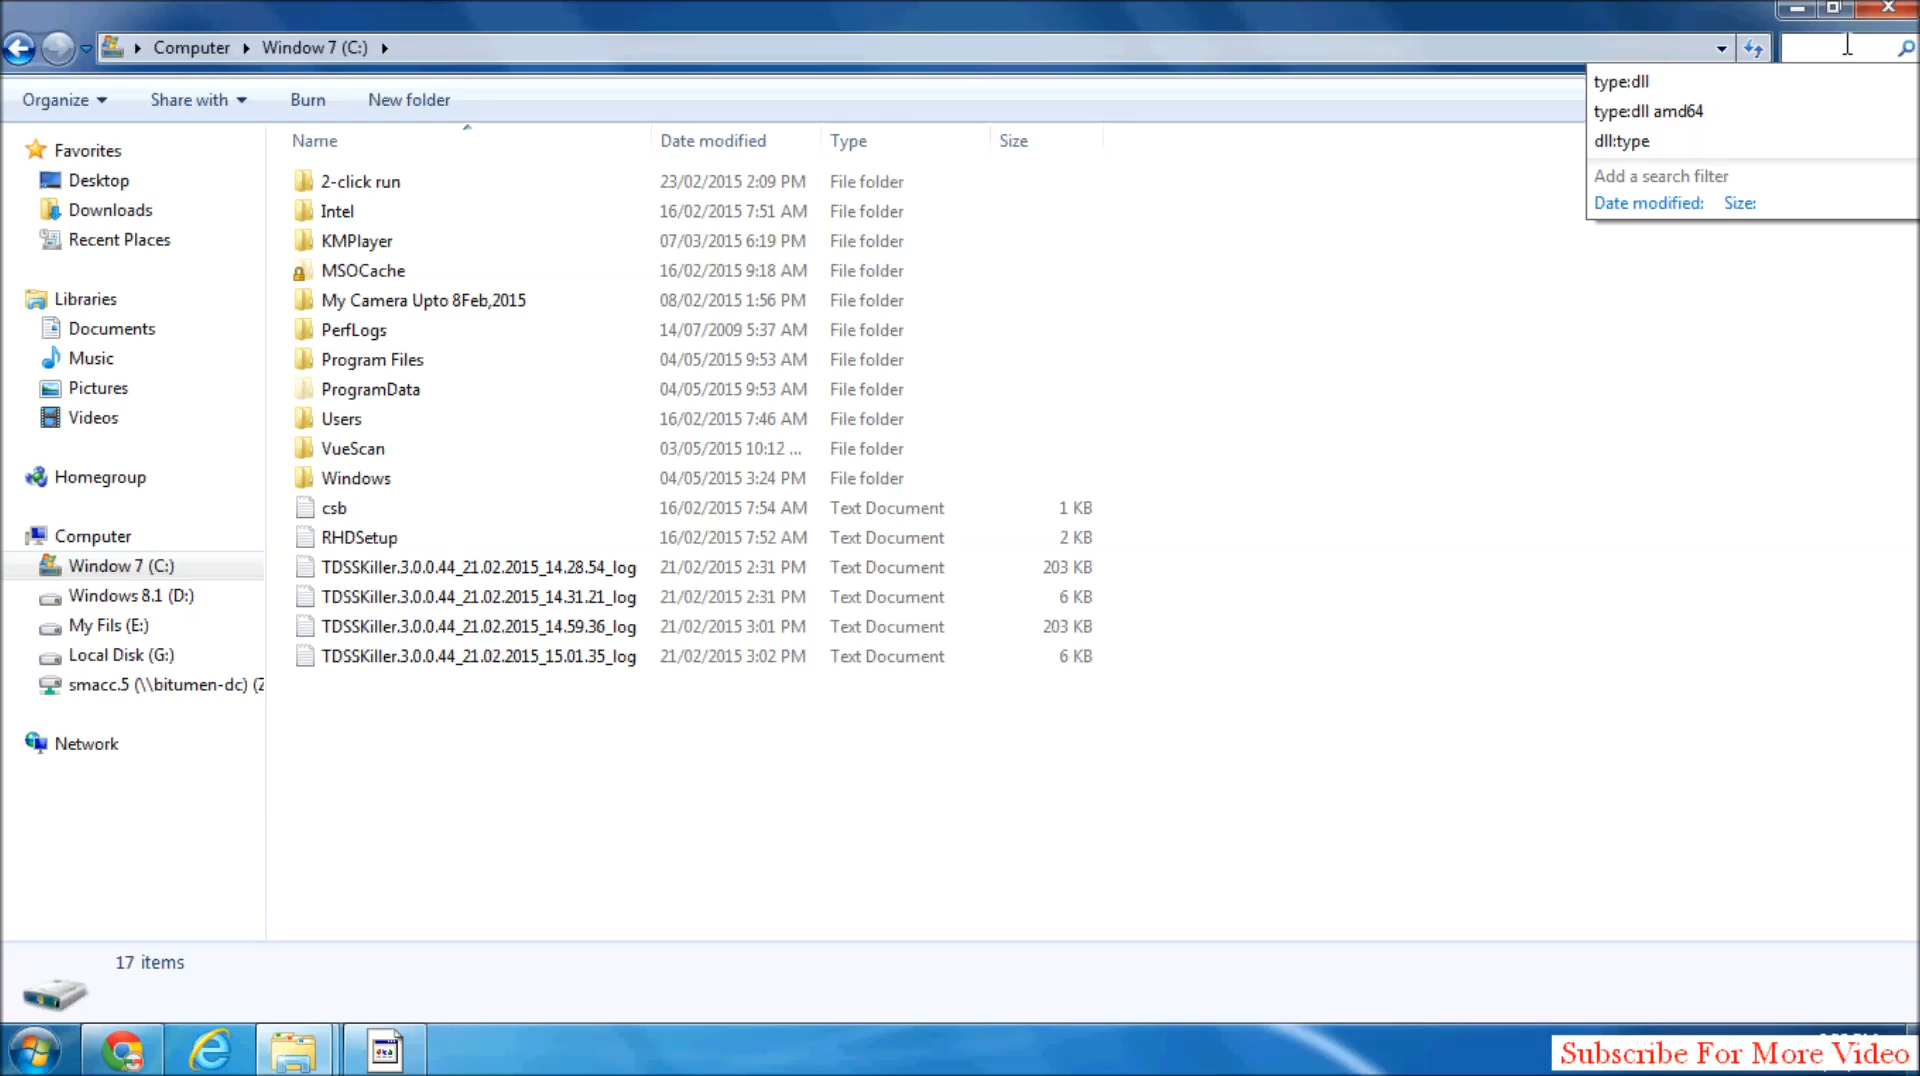 Computer Window 7 (C:)
type:dll
type:dll amd64
dll:type
Add a search filter
Date modified: Size:
Organize Share with Burn New folder
Name Date modified Type Size
Favorites
Desktop
Downloads
Recent Places
Libraries
Documents
Music
Pictures
Videos
Homegroup
Computer
Window 7 (C:)
Windows 8.1 (D:)
My Fils (E:)
Local Disk (G:)
smacc.5 (\\bitumen-dc) (Z
Network
2-click run 23/02/2015 2:09 PM File folder
Intel 16/02/2015 7:51 AM File folder
KMPlayer 07/03/2015 6:19 PM File folder
MSOCache 16/02/2015 9:18 AM File folder
My Camera Upto 8Feb,2015 08/02/2015 1:56 PM File folder
PerfLogs 14/07/2009 5:37 AM File folder
Program Files 04/05/2015 9:53 AM File folder
ProgramData 04/05/2015 9:53 AM File folder
Users 16/02/2015 7:46 AM File folder
VueScan 03/05/2015 10:12 ... File folder
Windows 04/05/2015 3:24 PM File folder
csb 16/02/2015 7:54 AM Text Document 1 KB
RHDSetup 16/02/2015 7:52 AM Text Document 2 KB
TDSSKiller.3.0.0.44_21.02.2015_14.28.54_log 21/02/2015 2:31 PM Text Document 203 KB
TDSSKiller.3.0.0.44_21.02.2015_14.31.21_log 21/02/2015 2:31 PM Text Document 6 KB
TDSSKiller.3.0.0.44_21.02.2015_14.59.36_log 21/02/2015 3:01 PM Text Document 203 KB
TDSSKiller.3.0.0.44_21.02.2015_15.01.35_log 21/02/2015 3:02 PM Text Document 6 KB
17 items
Subscribe For More Video